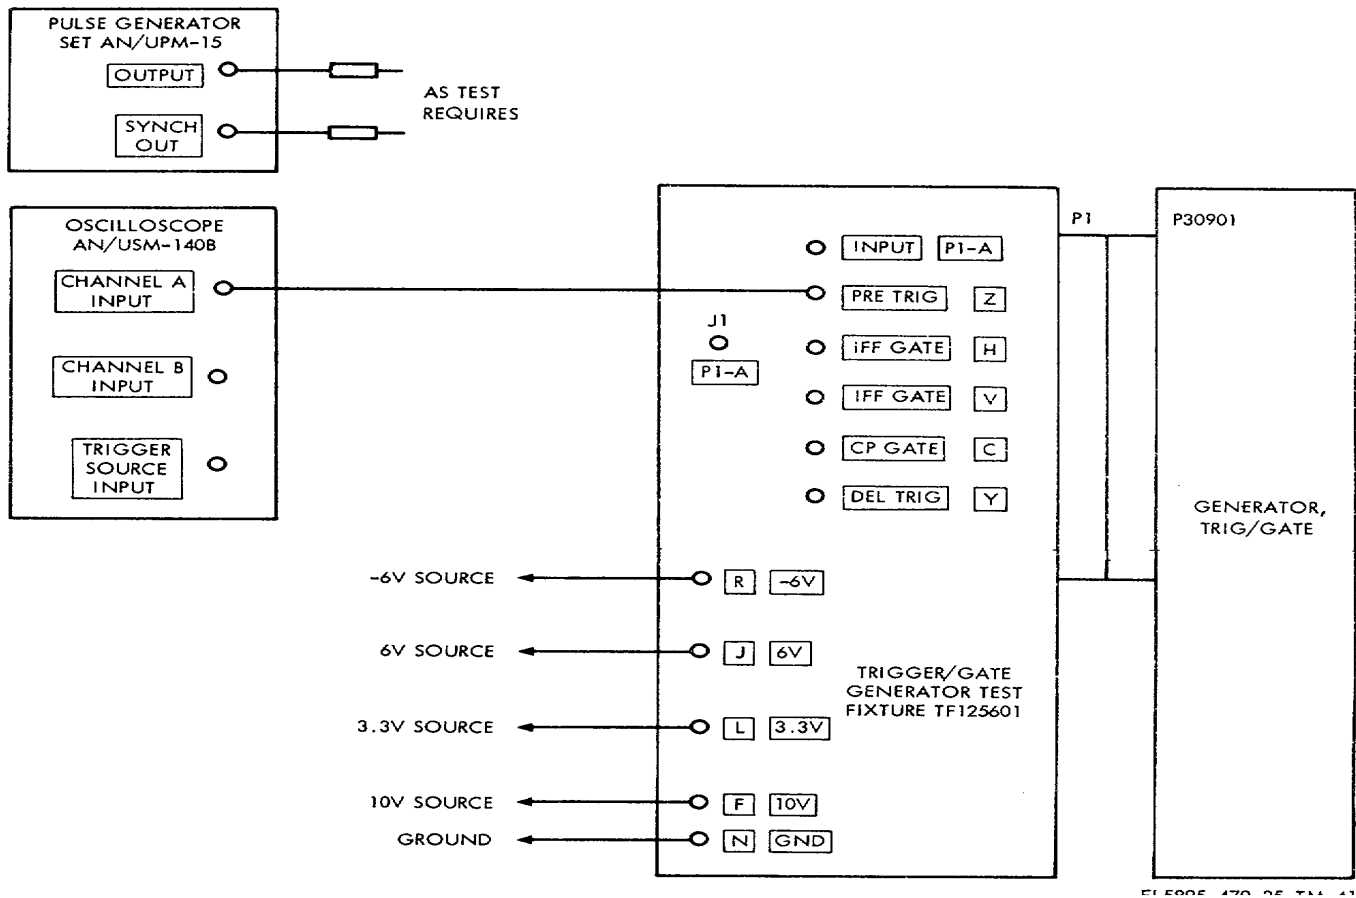 PULSE GENERATOR
SET AN/UPM-15
OUTPUT
SYNCH
OUT
AS TEST
REQUIRES
OSCILLOSCOPE
AN/USM-140B
CHANNEL A
INPUT
CHANNEL B
INPUT
TRIGGER
SOURCE
INPUT
J1
P1-A
INPUT P1-A
PRE TRIG Z
IFF GATE H
IFF GATE V
CP GATE C
DEL TRIG Y
P1
P30901
GENERATOR,
TRIG/GATE
-6V SOURCE R -6V
6V SOURCE J 6V
3.3V SOURCE L 3.3V
10V SOURCE F 10V
GROUND N GND
TRIGGER/GATE
GENERATOR TEST
FIXTURE TF125601